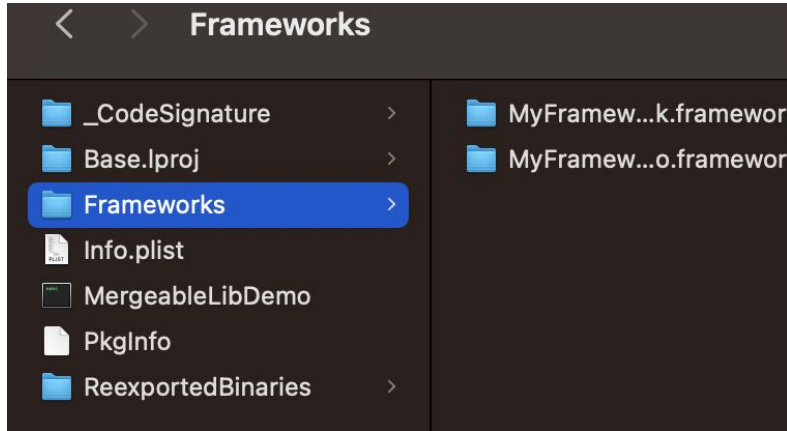 Frameworks
_CodeSignature
Base.lproj
Frameworks
Info.plist
MergeableLibDemo
PkgInfo
ReexportedBinaries
MyFramew...k.framewor
MyFramew...o.framewor